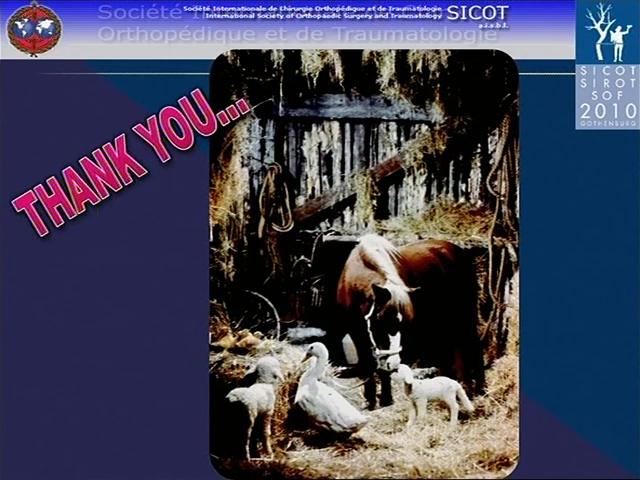 Société Internationale de Chirurgie Orthopédique et de Traumatologie
International Society of Orthopaedic Surgery and Traumatology
SICOT
a.i.s.b.l.
Société I
Orthopédique et de Traumatologie
SICOT
SIROT
SOF
2010
GOTHENBURG
THANK YOU...